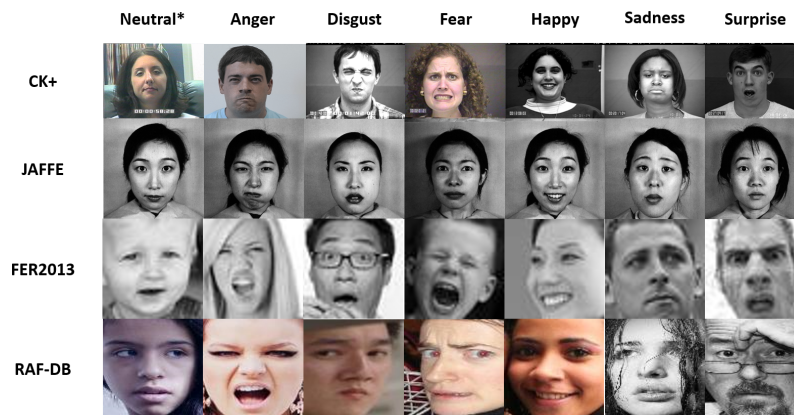 Neutral* Anger Disgust Fear Happy Sadness Surprise
CK+
JAFFE
FER2013
RAF-DB